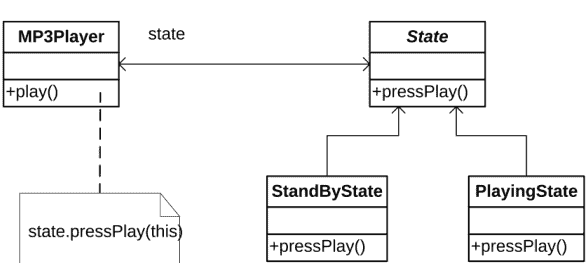 MP3Player
state
State
+play()
+pressPlay()
StandByState
PlayingState
state.pressPlay(this)
+pressPlay()
+pressPlay()